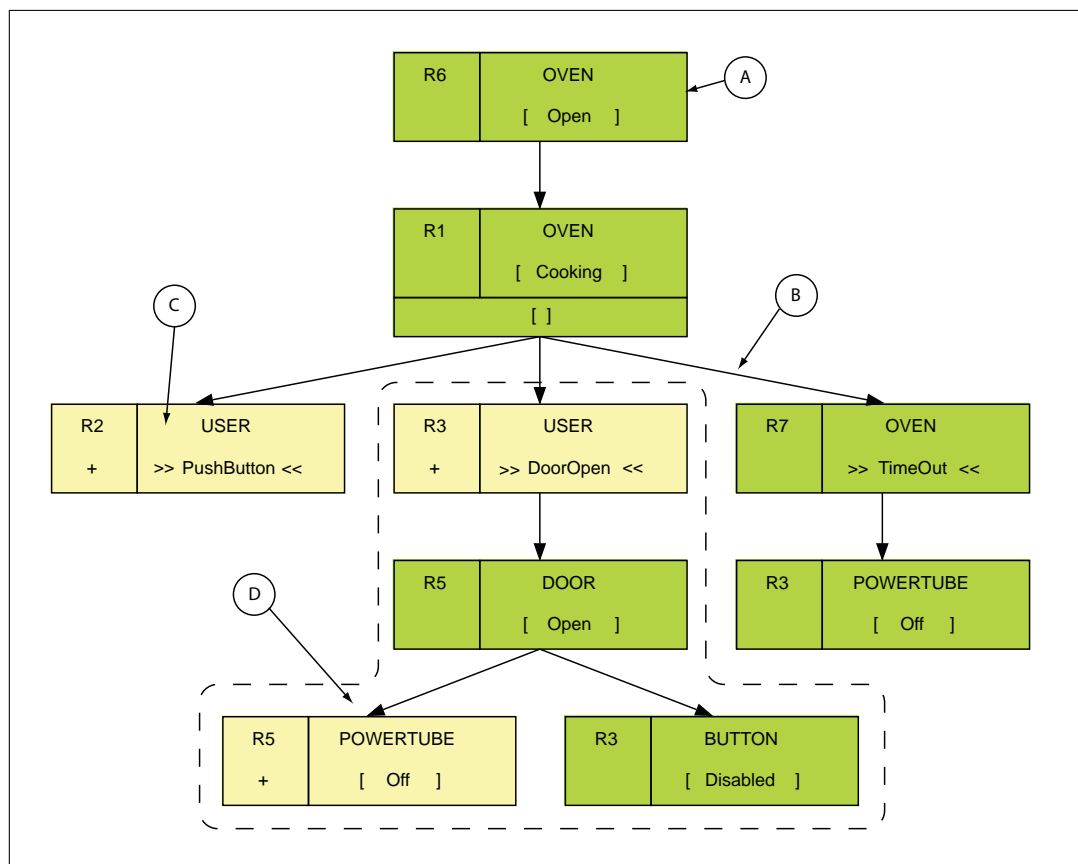 R6 OVEN
[ Open ]
A
R1 OVEN
[ Cooking ]
[ ]
B
C
R2 USER
+ >> PushButton <<
R3 USER
+ >> DoorOpen <<
R7 OVEN
>> TimeOut <<
D
R5 DOOR
[ Open ]
R3 POWERTUBE
[ Off ]
R5 POWERTUBE
+ [ Off ]
R3 BUTTON
[ Disabled ]